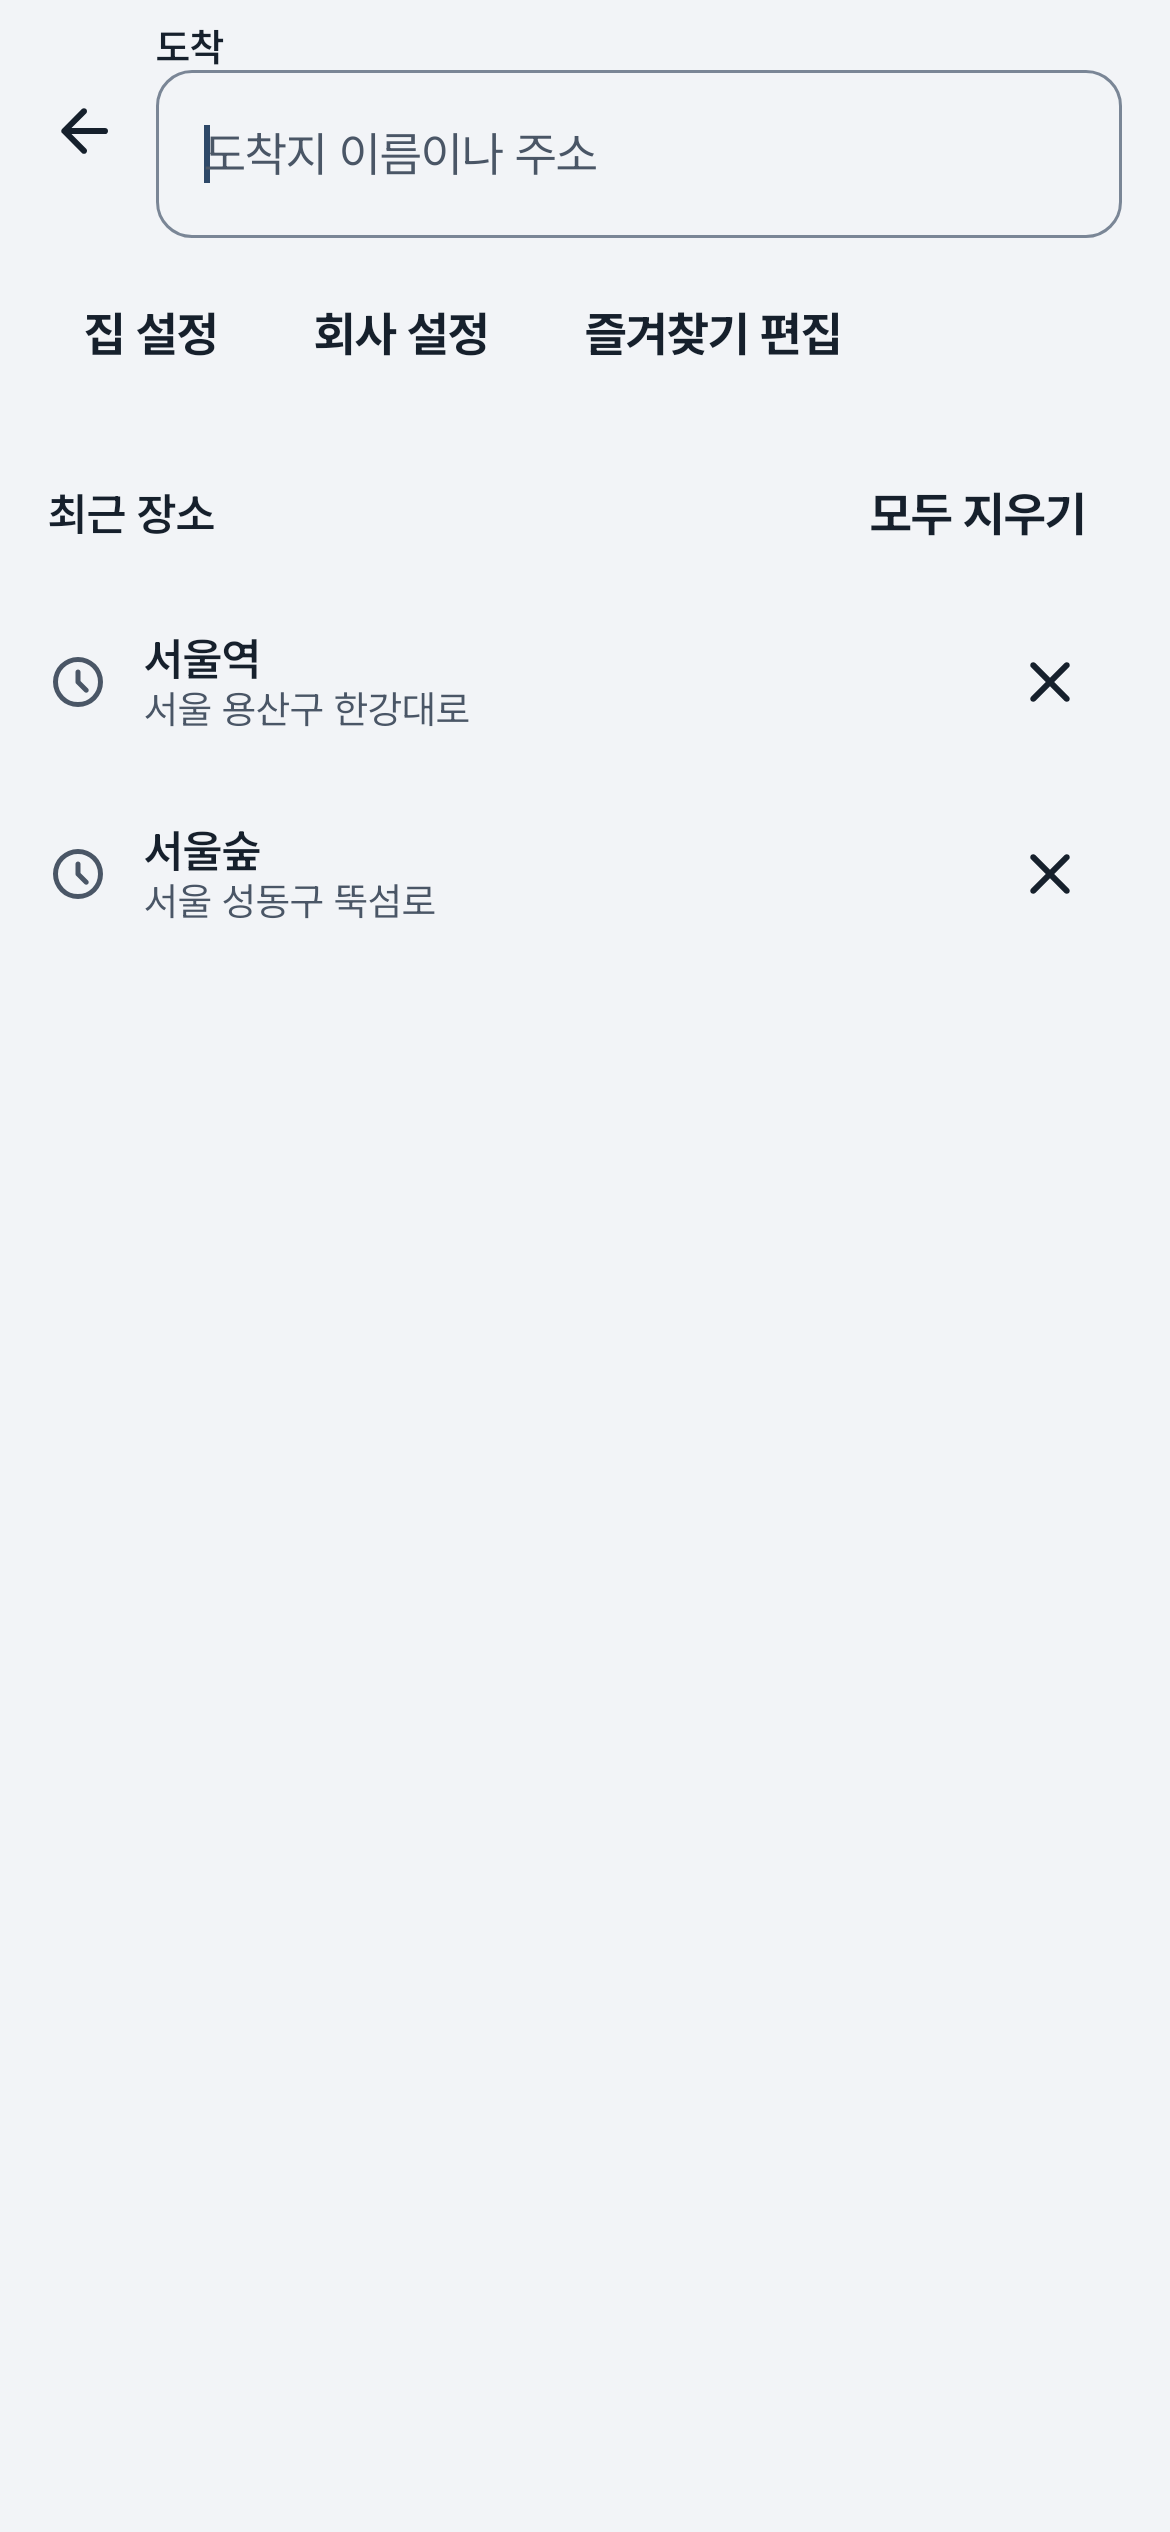 도착
도착지 이름이나 주소
집 설정 회사 설정 즐겨찾기 편집
최근 장소 모두 지우기
서울역
서울 용산구 한강대로
서울숲
서울 성동구 뚝섬로